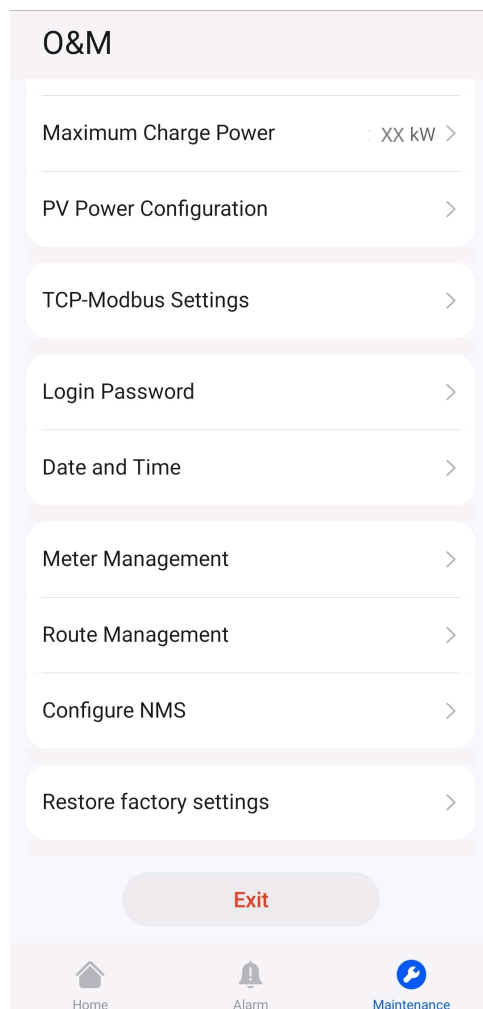 O&M
Maximum Charge Power XX kW
PV Power Configuration
TCP-Modbus Settings
Login Password
Date and Time
Meter Management
Route Management
Configure NMS
Restore factory settings
Exit
Home Alarm Maintenance